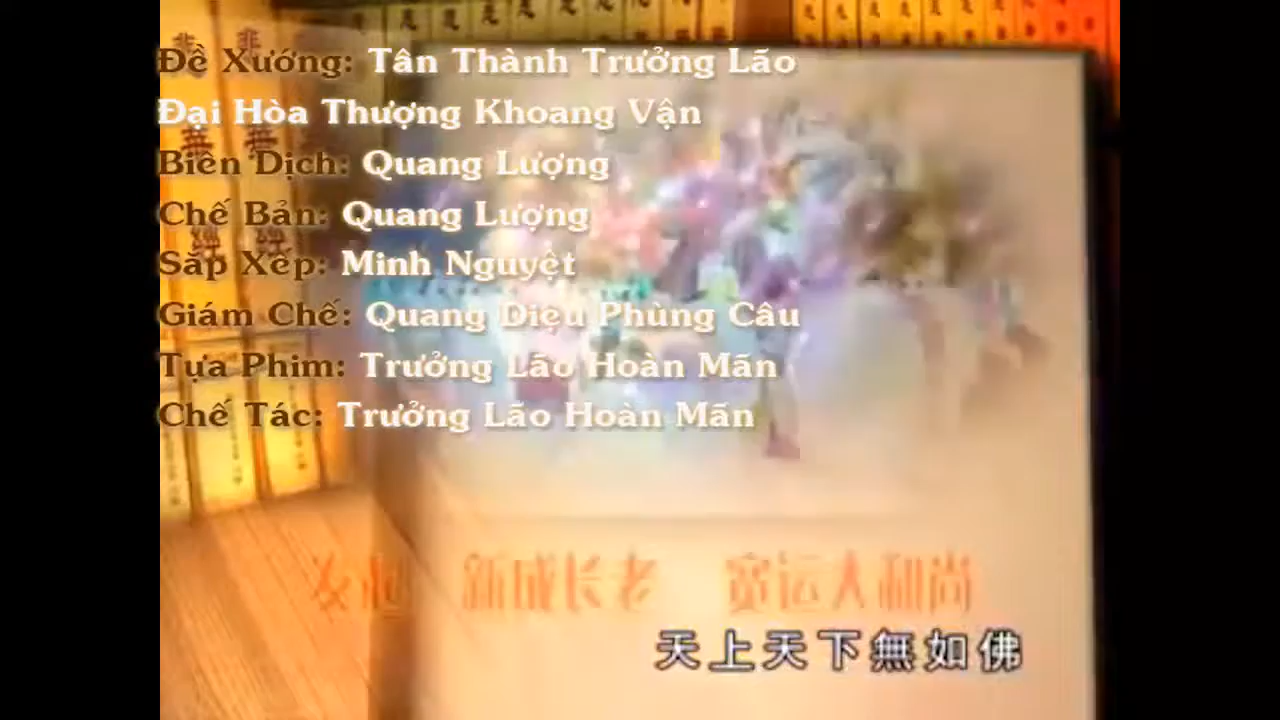 Đề Xướng: Tân Thành Trưởng Lão
Đại Hòa Thượng Khoang Vận
Biên Dịch: Quang Lượng
Chế Bản: Quang Lượng
Sắp Xếp: Minh Nguyệt
Giám Chế: Quang Diệu Phùng Câu
Tựa Phim: Trưởng Lão Hoàn Mãn
Chế Tác: Trưởng Lão Hoàn Mãn
新成长老 宽运大和尚
天上天下無如佛